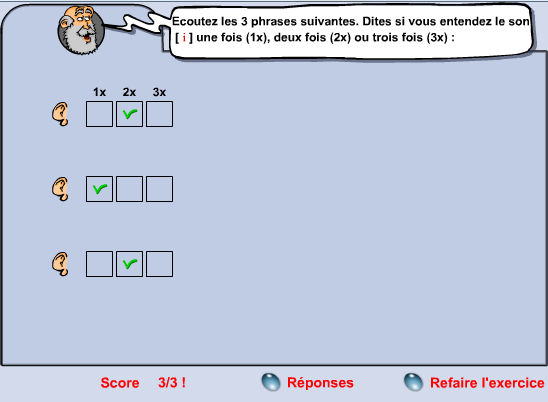 Ecoutez les 3 phrases suivantes. Dites si vous entendez le son
[ i ] une fois (1x), deux fois (2x) ou trois fois (3x) :
1x 2x 3x
Score 3/3 ! Réponses Refaire l'exercice